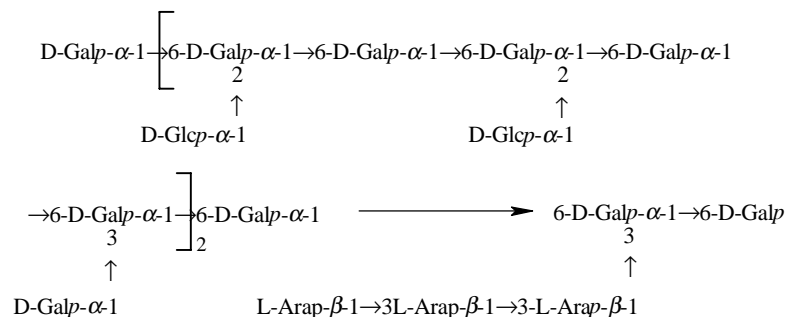 D-Galp-α-1→6-D-Galp-α-1→6-D-Galp-α-1→6-D-Galp-α-1→6-D-Galp-α-1
2 2
↑ ↑
D-Glcp-α-1 D-Glcp-α-1
→6-D-Galp-α-1→6-D-Galp-α-1 → 6-D-Galp-α-1→6-D-Galp
3 2 3
↑ ↑
D-Galp-α-1 L-Arap-β-1→3L-Arap-β-1→3-L-Arap-β-1